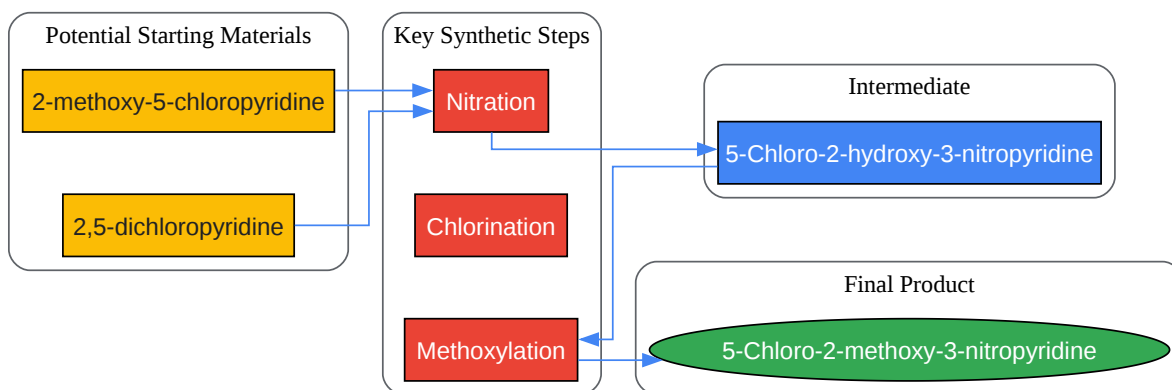 Potential Starting Materials
2-methoxy-5-chloropyridine
2,5-dichloropyridine
Key Synthetic Steps
Nitration
Chlorination
Methoxylation
Intermediate
5-Chloro-2-hydroxy-3-nitropyridine
Final Product
5-Chloro-2-methoxy-3-nitropyridine